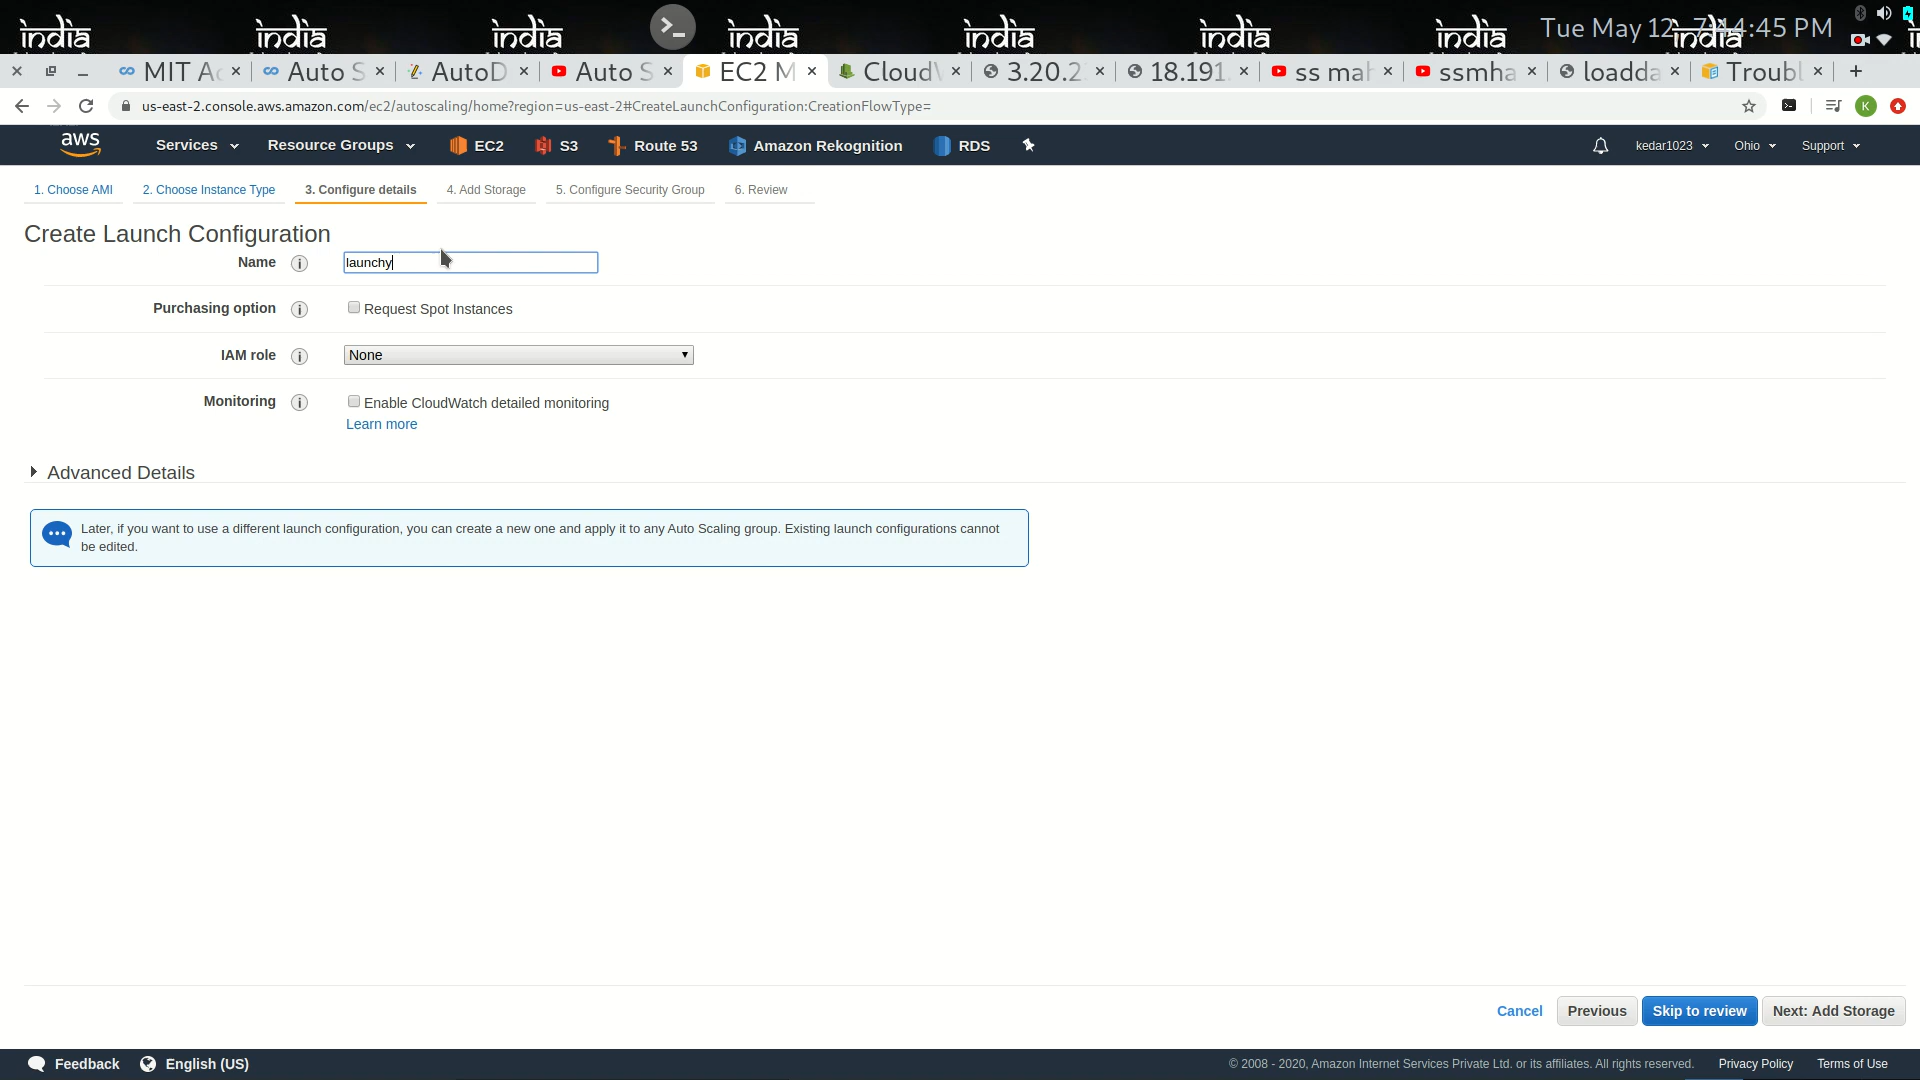 india india india india india india india
Tue May 12 7:44:45 PM
MIT Ac Auto S AutoD Auto S EC2 M Cloud 3.20.2 18.191. ss mah ssmha loadda Troubl
us-east-2.console.aws.amazon.com/ec2/autoscaling/home?region=us-east-2#CreateLaunchConfiguration:CreationFlowType=
K
aws Services Resource Groups EC2 S3 Route 53 Amazon Rekognition RDS kedar1023 Ohio Support
1. Choose AMI 2. Choose Instance Type 3. Configure details 4. Add Storage 5. Configure Security Group 6. Review
Create Launch Configuration
Name i launchy
Purchasing option i Request Spot Instances
IAM role i None
Monitoring i Enable CloudWatch detailed monitoring
Learn more
Advanced Details
Later, if you want to use a different launch configuration, you can create a new one and apply it to any Auto Scaling group. Existing launch configurations cannot
be edited.
Cancel Previous Skip to review Next: Add Storage
Feedback English (US) © 2008 - 2020, Amazon Internet Services Private Ltd. or its affiliates. All rights reserved. Privacy Policy Terms of Use